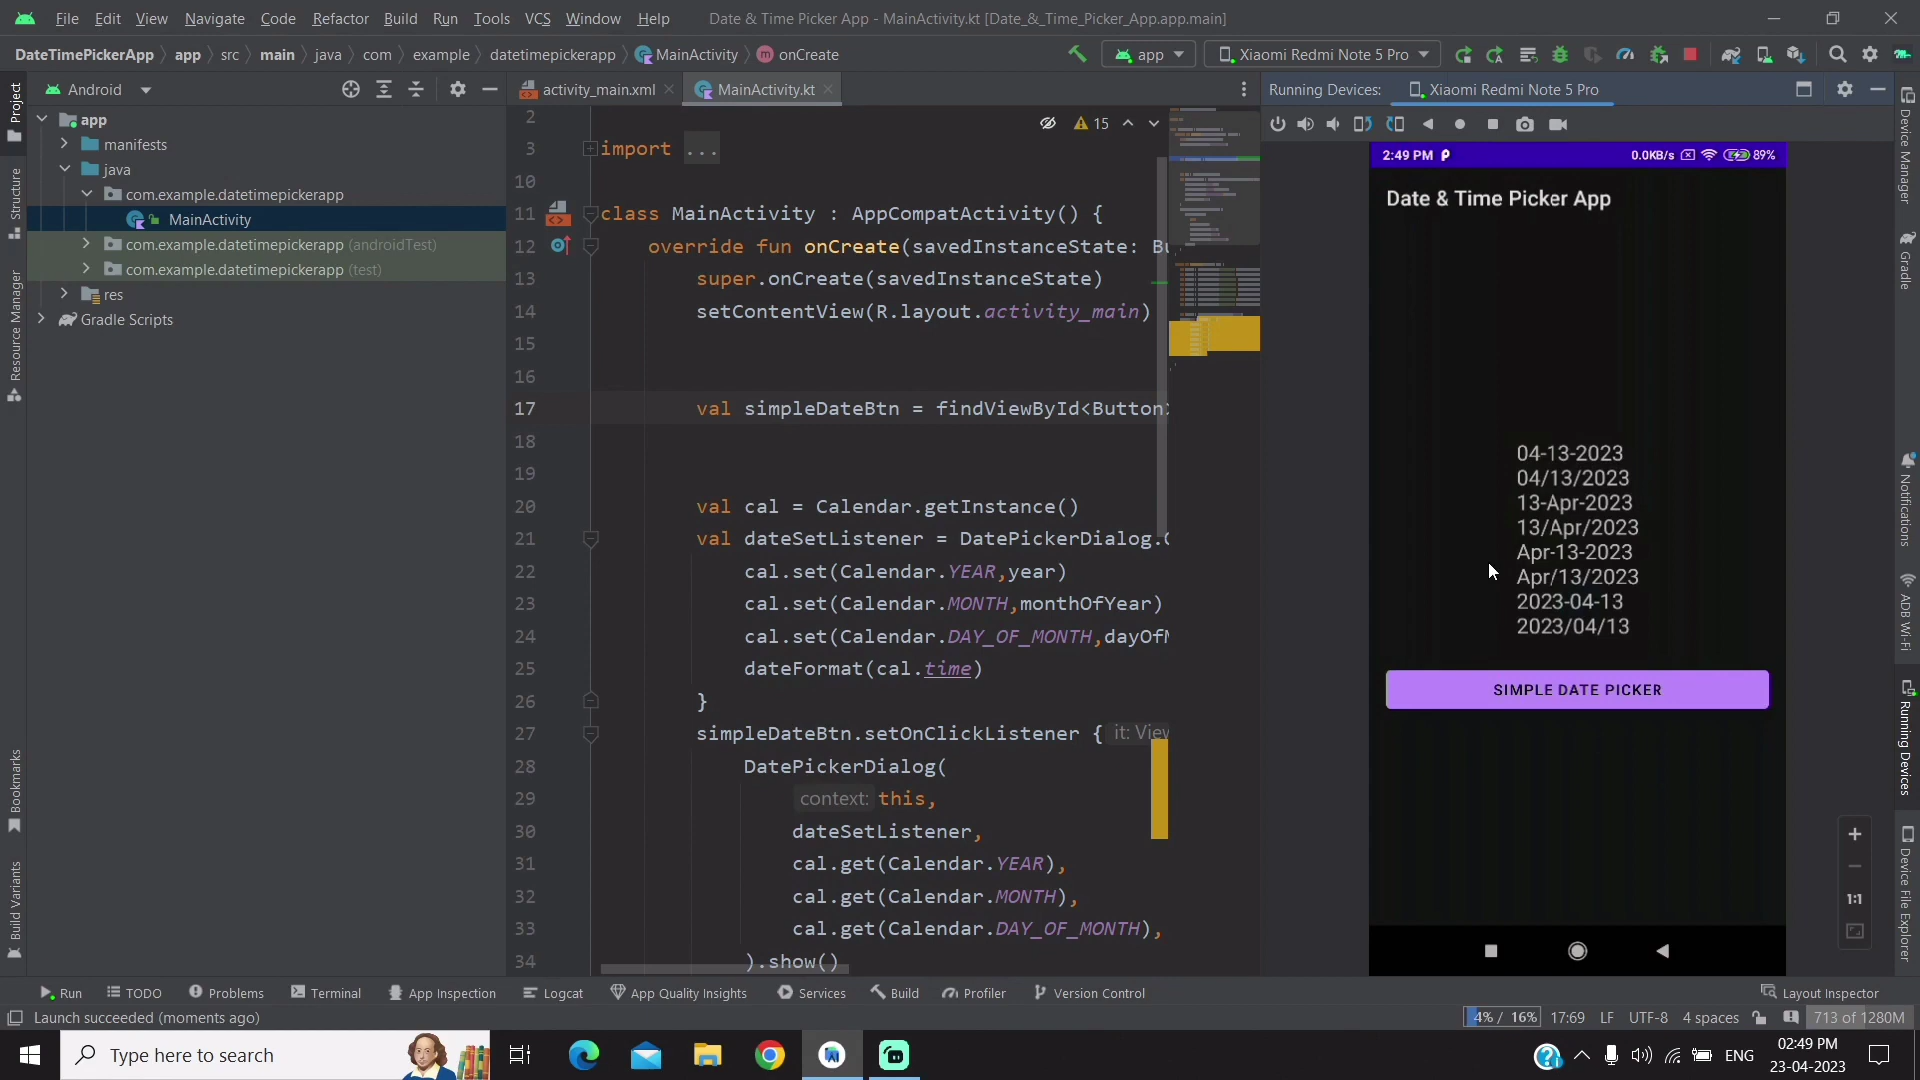 File Edit View Navigate Code Refactor Build Run Tools VCS Window Help Date & Time Picker App - MainActivity.kt [Date_&_Time_Picker_App.app.main]
DateTimePickerApp app src main java com example datetimepickerapp MainActivity onCreate app Xiaomi Redmi Note 5 Pro
Project
Android
activity_main.xml
MainActivity.kt
Running Devices: Xiaomi Redmi Note 5 Pro
app
manifests
java
com.example.datetimepickerapp
MainActivity
com.example.datetimepickerapp (androidTest)
com.example.datetimepickerapp (test)
res
Gradle Scripts
Structure
Resource Manager
Bookmarks
Build Variants
15
2
3 import ...
10
11 class MainActivity : AppCompatActivity() {
12 override fun onCreate(savedInstanceState: Bu
13 super.onCreate(savedInstanceState)
14 setContentView(R.layout.activity_main)
15
16
17 val simpleDateBtn = findViewById<Button>
18
19
20 val cal = Calendar.getInstance()
21 val dateSetListener = DatePickerDialog.O
22 cal.set(Calendar.YEAR,year)
23 cal.set(Calendar.MONTH,monthOfYear)
24 cal.set(Calendar.DAY_OF_MONTH,dayOfM
25 dateFormat(cal.time)
26 }
27 simpleDateBtn.setOnClickListener { it: View
28 DatePickerDialog(
29 context: this,
30 dateSetListener,
31 cal.get(Calendar.YEAR),
32 cal.get(Calendar.MONTH),
33 cal.get(Calendar.DAY_OF_MONTH),
34 ).show()
2:49 PM 0.0KB/s 89%
Date & Time Picker App
04-13-2023
04/13/2023
13-Apr-2023
13/Apr/2023
Apr-13-2023
Apr/13/2023
2023-04-13
2023/04/13
SIMPLE DATE PICKER
1:1
Device Manager
Gradle
Notifications
ADB Wi-Fi
Running Devices
Device File Explorer
Run TODO Problems Terminal App Inspection Logcat App Quality Insights Services Build Profiler Version Control Layout Inspector
Launch succeeded (moments ago) 4% / 16% 17:69 LF UTF-8 4 spaces 713 of 1280M
Type here to search
ENG
02:49 PM
23-04-2023